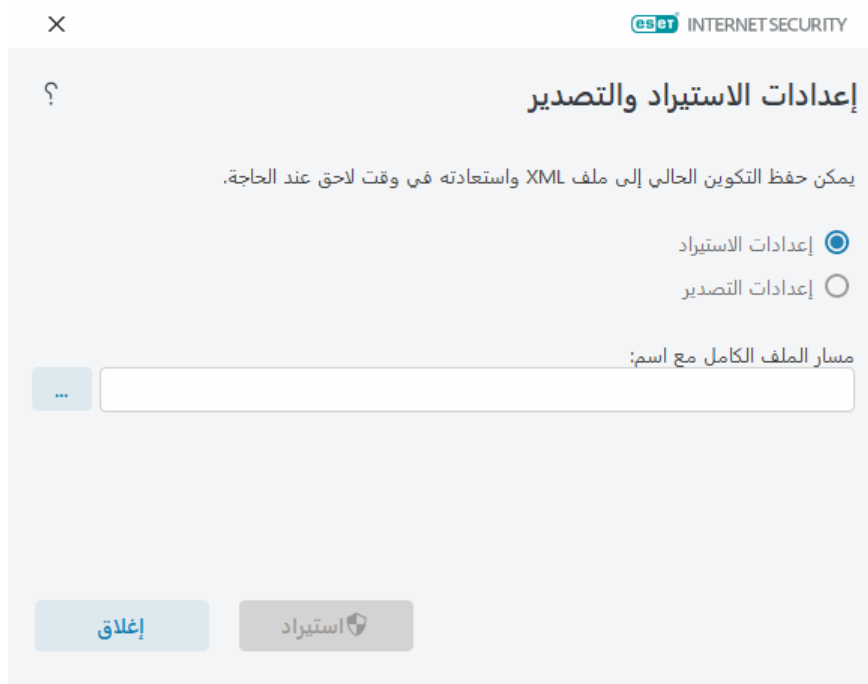 eset INTERNET SECURITY
إعدادات الاستيراد والتصدير
؟
يمكن حفظ التكوين الحالي إلى ملف XML واستعادته في وقت لاحق عند الحاجة.
إعدادات الاستيراد
إعدادات التصدير
مسار الملف الكامل مع اسم:
...
استيراد
إغلاق